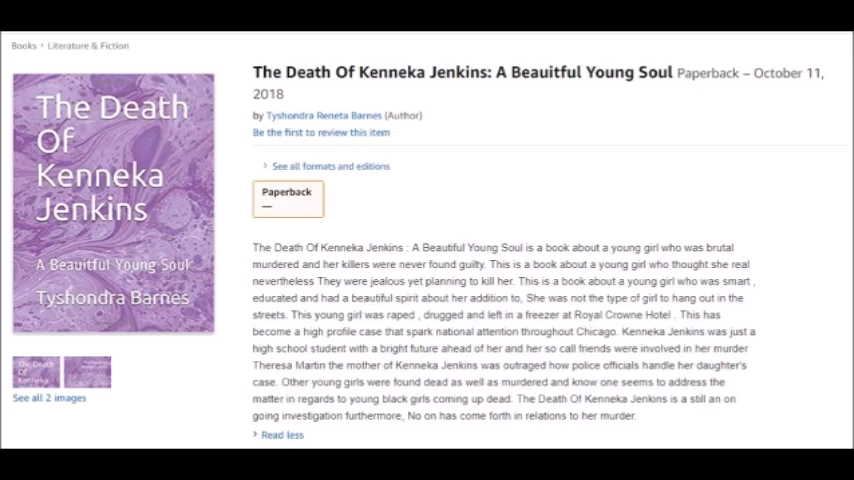 Books › Literature & Fiction
The Death
Of
Kenneka
Jenkins
A Beauitful Young Soul
Tyshondra Barnes
The Death
Of
Kenneka
See all 2 images
The Death Of Kenneka Jenkins: A Beauitful Young Soul Paperback – October 11,
2018
by Tyshondra Reneta Barnes (Author)
Be the first to review this item
› See all formats and editions
Paperback
—
The Death Of Kenneka Jenkins : A Beautiful Young Soul is a book about a young girl who was brutal
murdered and her killers were never found guilty. This is a book about a young girl who thought she real
nevertheless They were jealous yet planning to kill her. This is a book about a young girl who was smart ,
educated and had a beautiful spirit about her addition to, She was not the type of girl to hang out in the
streets. This young girl was raped , drugged and left in a freezer at Royal Crowne Hotel . This has
become a high profile case that spark national attention throughout Chicago. Kenneka Jenkins was just a
high school student with a bright future ahead of her and her so call friends were involved in her murder
Theresa Martin the mother of Kenneka Jenkins was outraged how police officials handle her daughter's
case. Other young girls were found dead as well as murdered and know one seems to address the
matter in regards to young black girls coming up dead. The Death Of Kenneka Jenkins is a still an on
going investigation furthermore, No on has come forth in relations to her murder.
› Read less